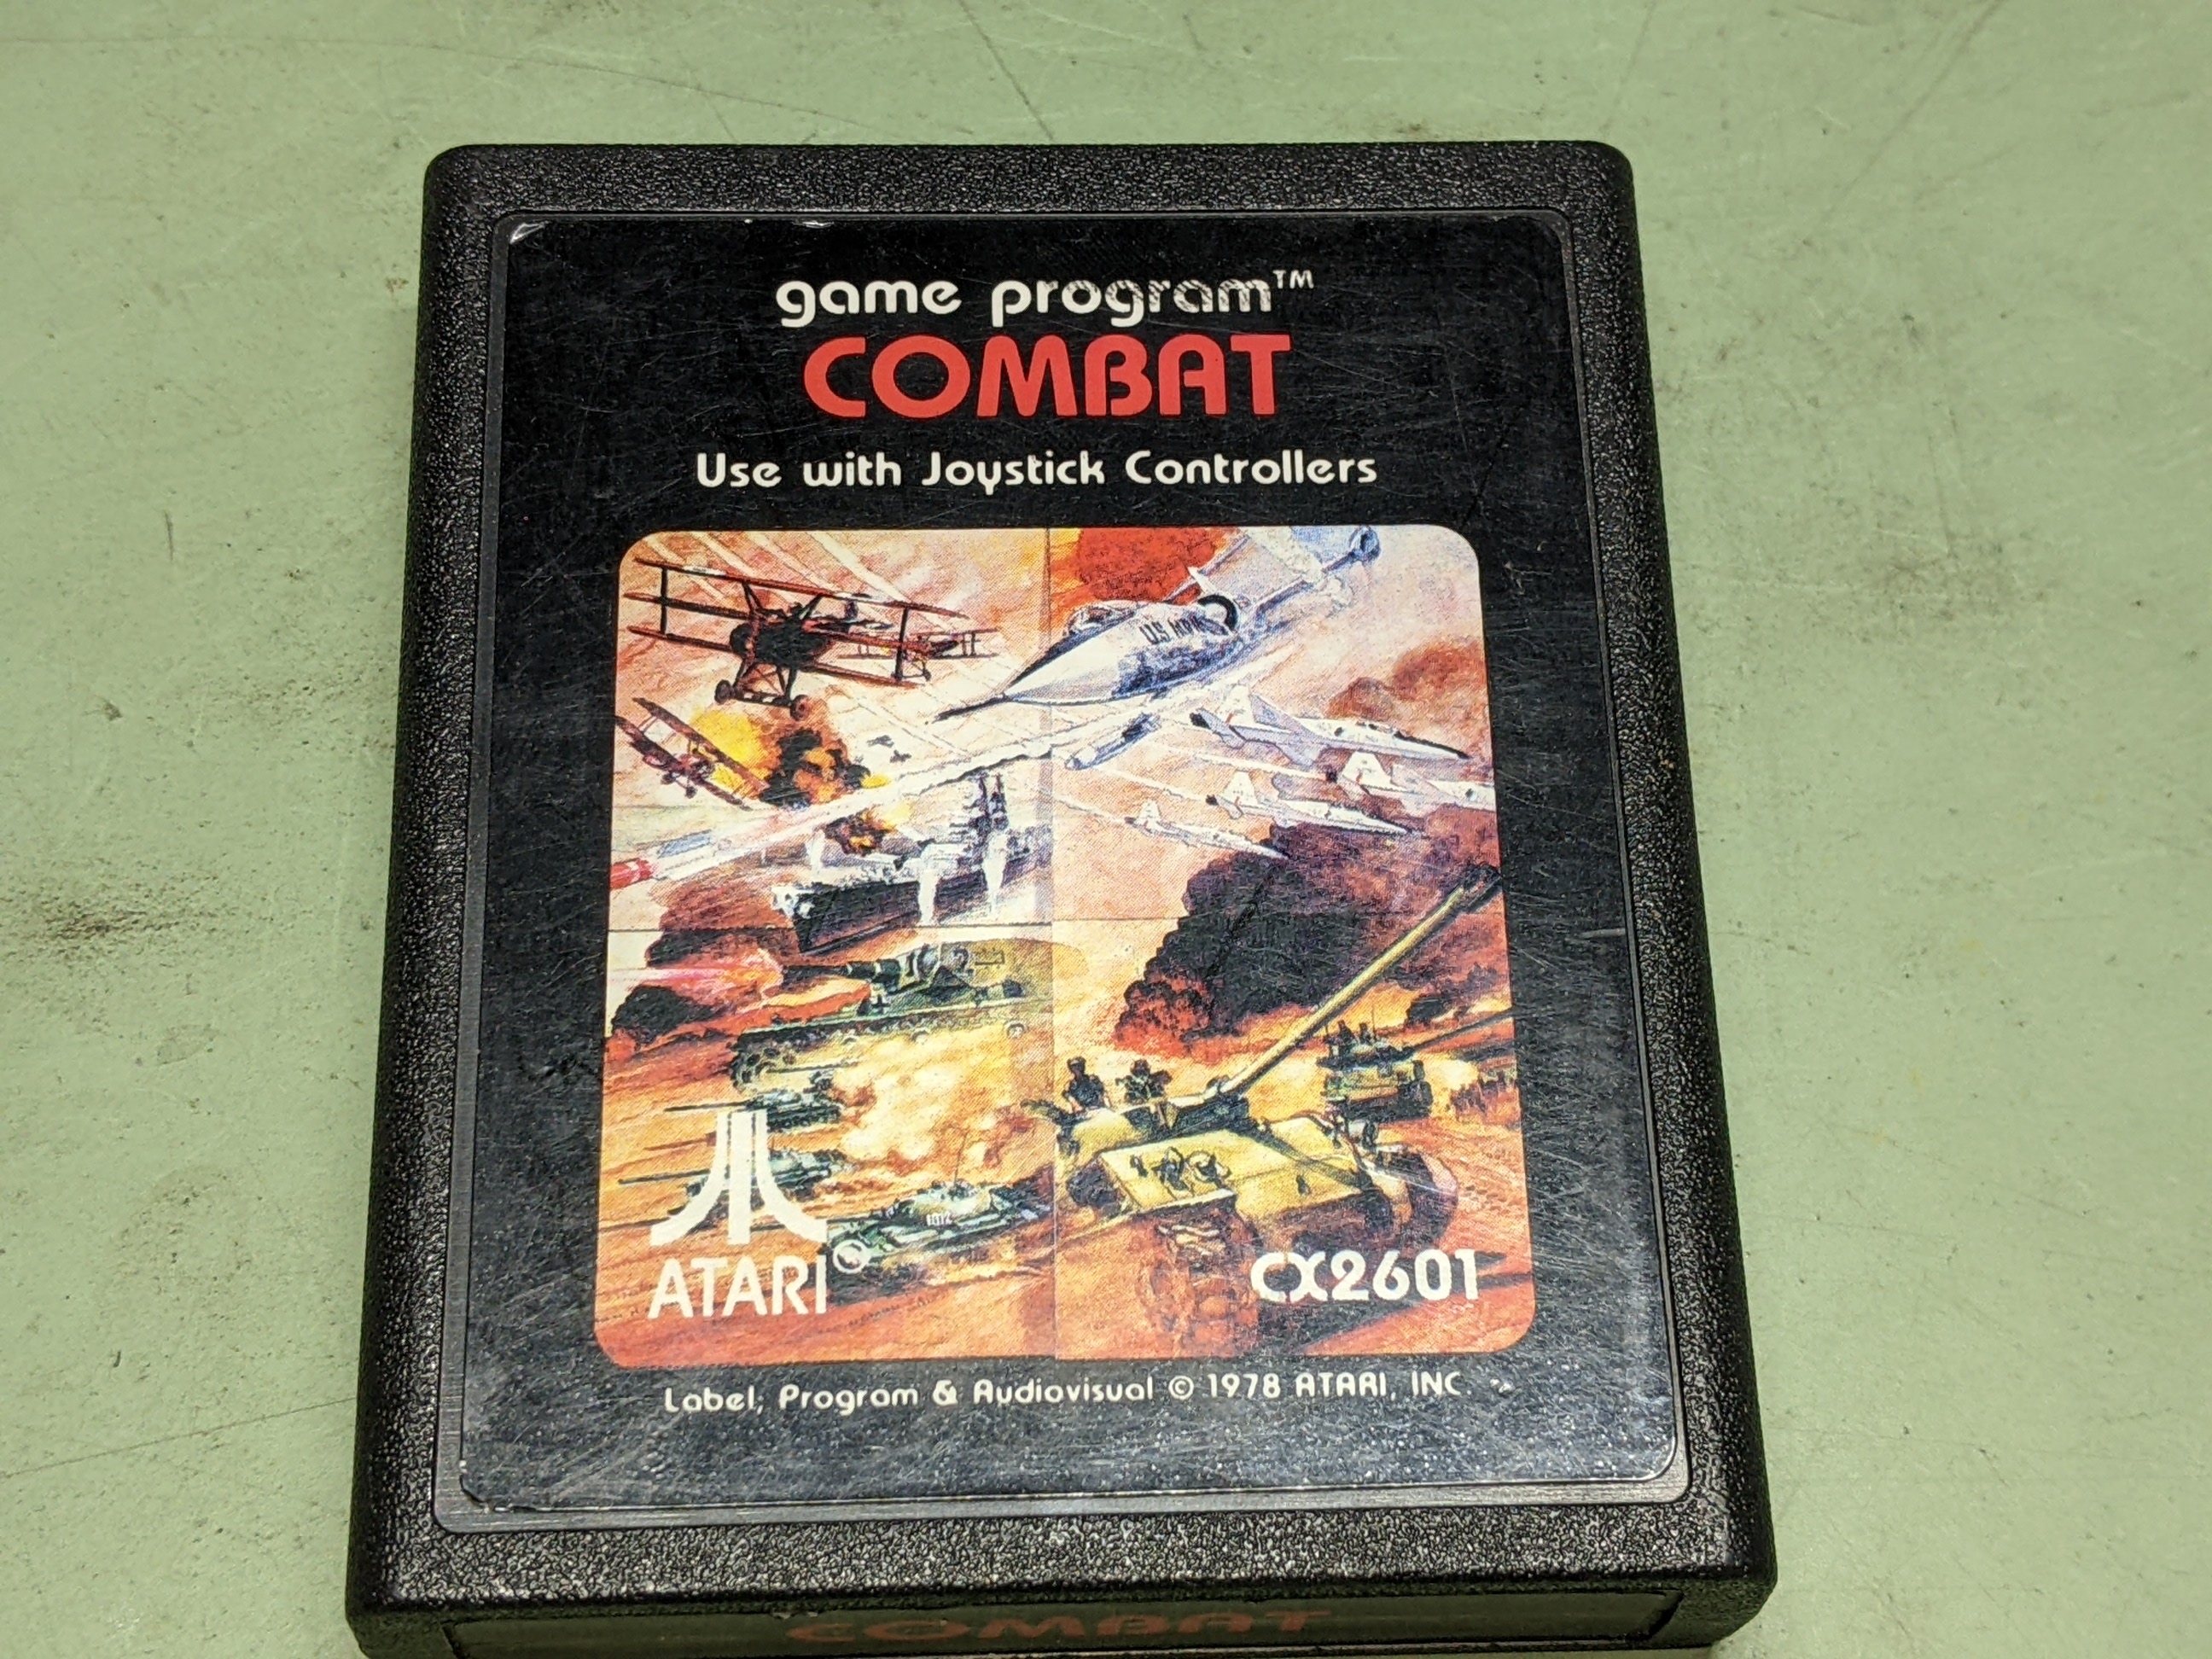 game program™
COMBAT
Use with Joystick Controllers
U.S.
ATARI®
CX2601
Label, Program & Audiovisual © 1978 ATARI, INC.
COMBAT